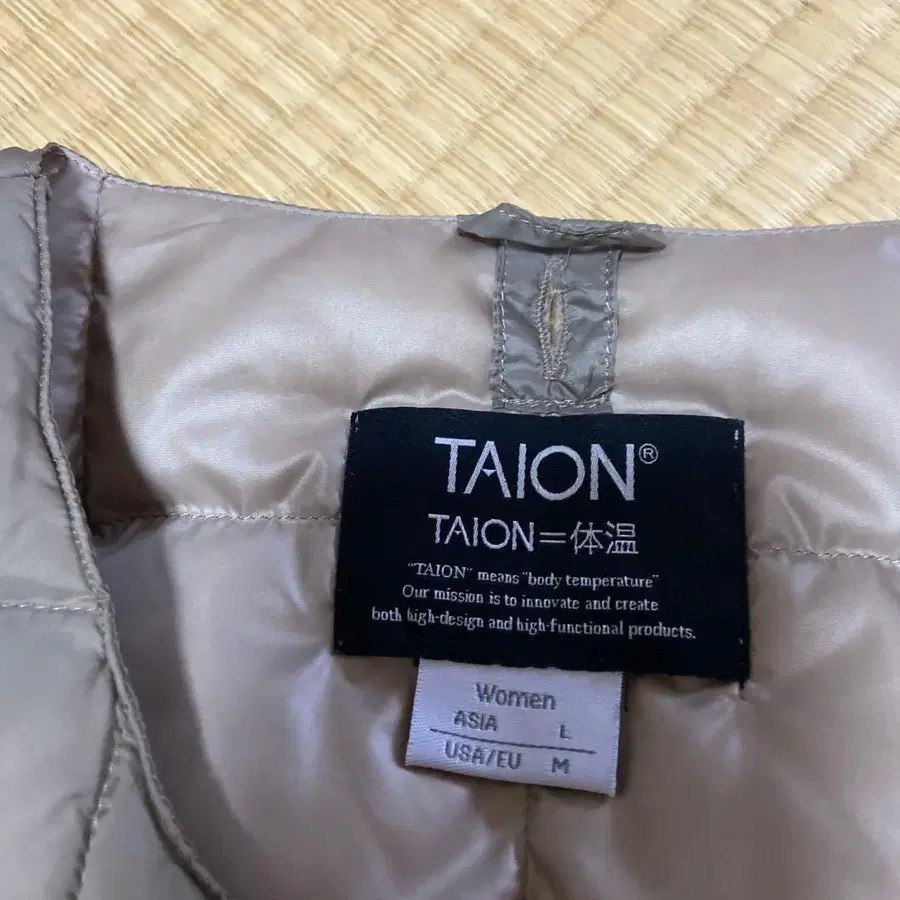 TAION®
TAION=体温
"TAION" means "body temperature"
Our mission is to innovate and create
both high-design and high-functional products.
Women
ASIA L
USA/EU M